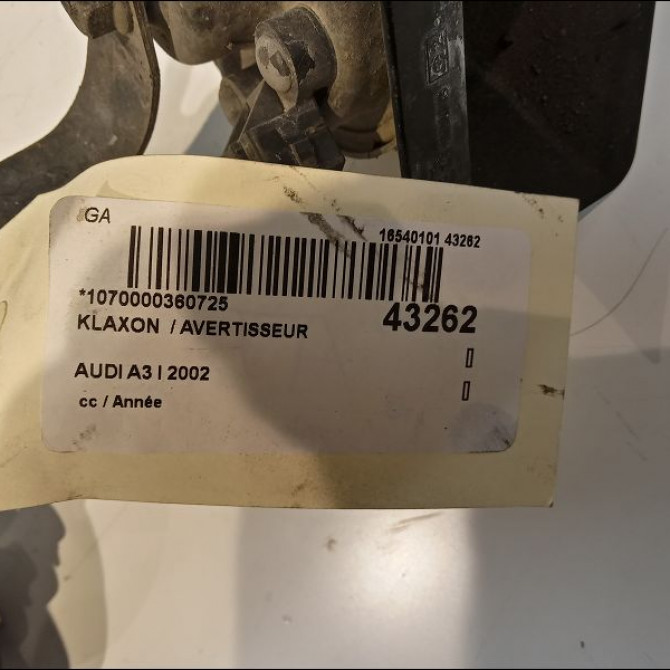 GA
16540101 43262
*1070000360725
KLAXON / AVERTISSEUR 43262
AUDI A3 I 2002
cc / Année